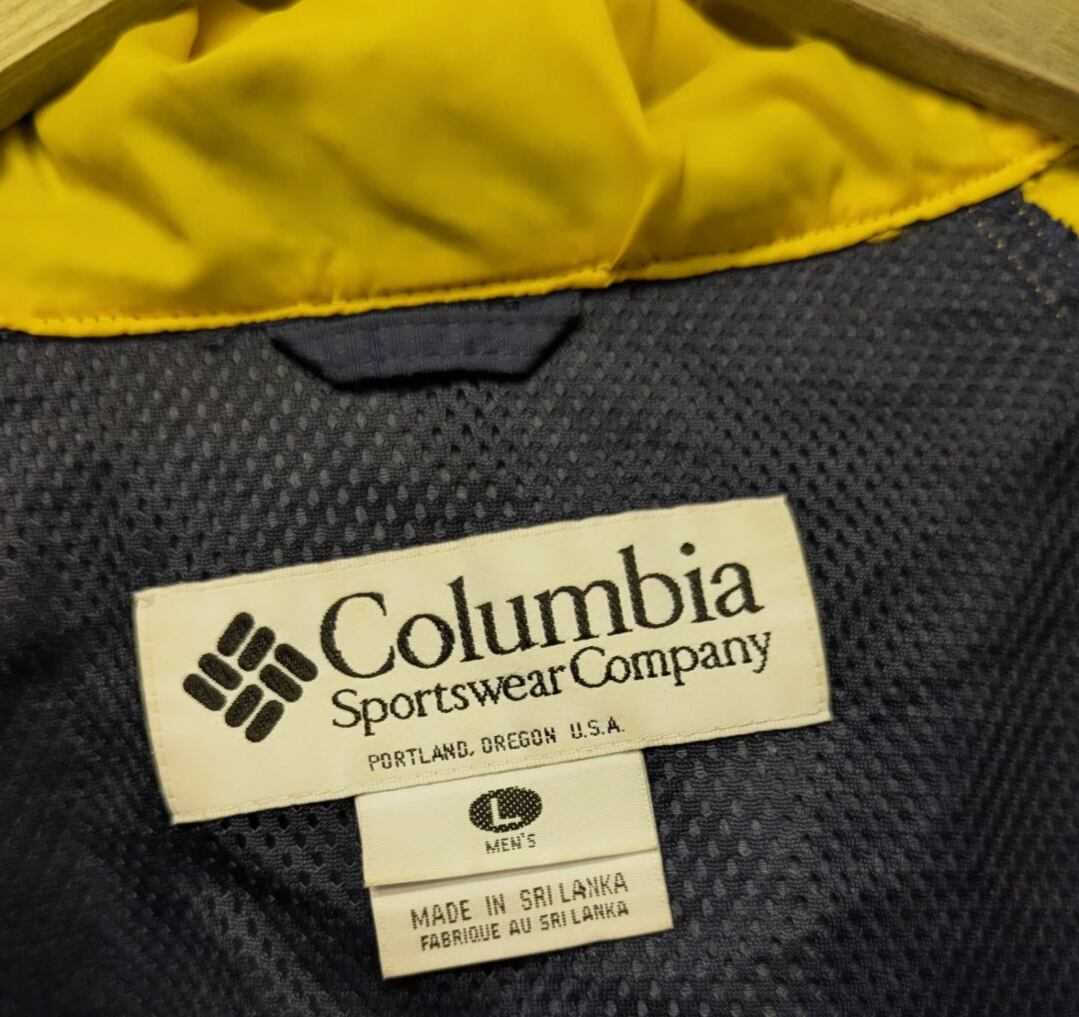 Columbia
Sportswear Company
PORTLAND, OREGON U.S.A.
L
MEN'S
MADE IN SRI LANKA
FABRIQUE AU SRI LANKA